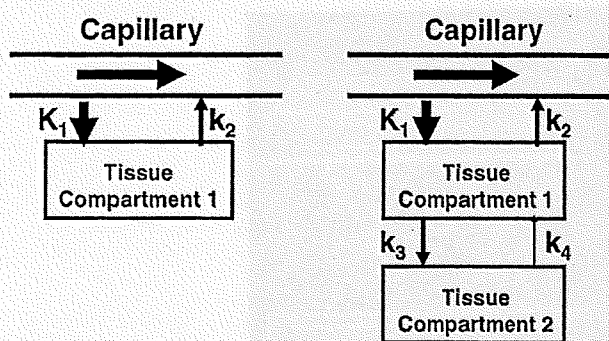 Capillary
K₁
k₂
Tissue
Compartment 1
Capillary
K₁
k₂
Tissue
Compartment 1
k₃
k₄
Tissue
Compartment 2